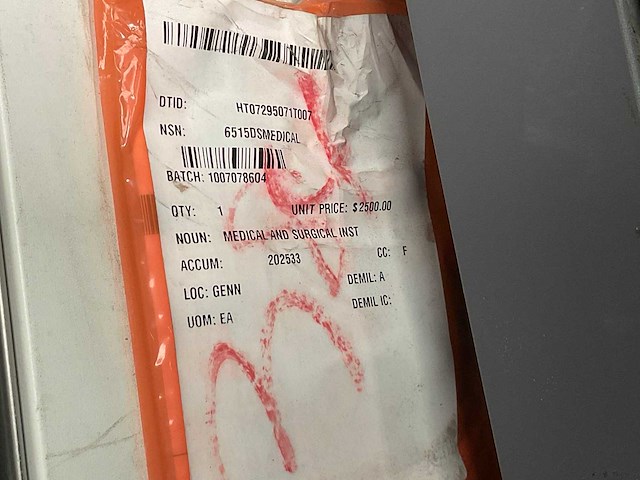 DTID: HT07295071T007
NSN: 6515DSMEDICAL
BATCH: 1007078604
QTY: 1 UNIT PRICE: $2500.00
NOUN: MEDICAL AND SURGICAL INST
ACCUM: 202533 CC: F
LOC: GENN DEMIL: A
UOM: EA DEMIL IC: